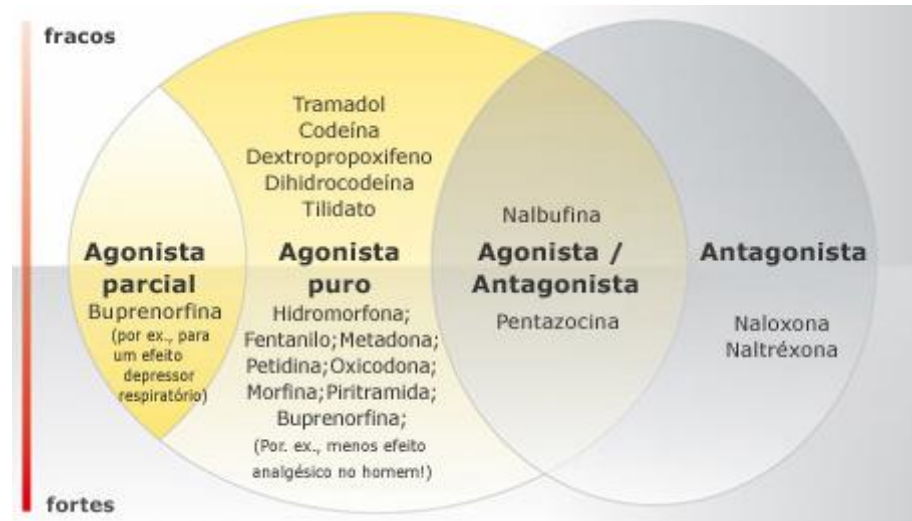 fracos
Tramadol
Codeína
Dextropropoxifeno
Dihidrocodeína
Tilidato
Agonista
parcial
Buprenorfina
(por ex., para
um efeito
depressor
respiratório)
Agonista
puro
Hidromorfona;
Fentanilo;Metadona;
Petidina;Oxicodona;
Morfina;Piritramida;
Buprenorfina;
(Por. ex., menos efeito
analgésico no homem!)
Nalbufina
Agonista /
Antagonista
Pentazocina
Antagonista
Naloxona
Naltréxona
fortes